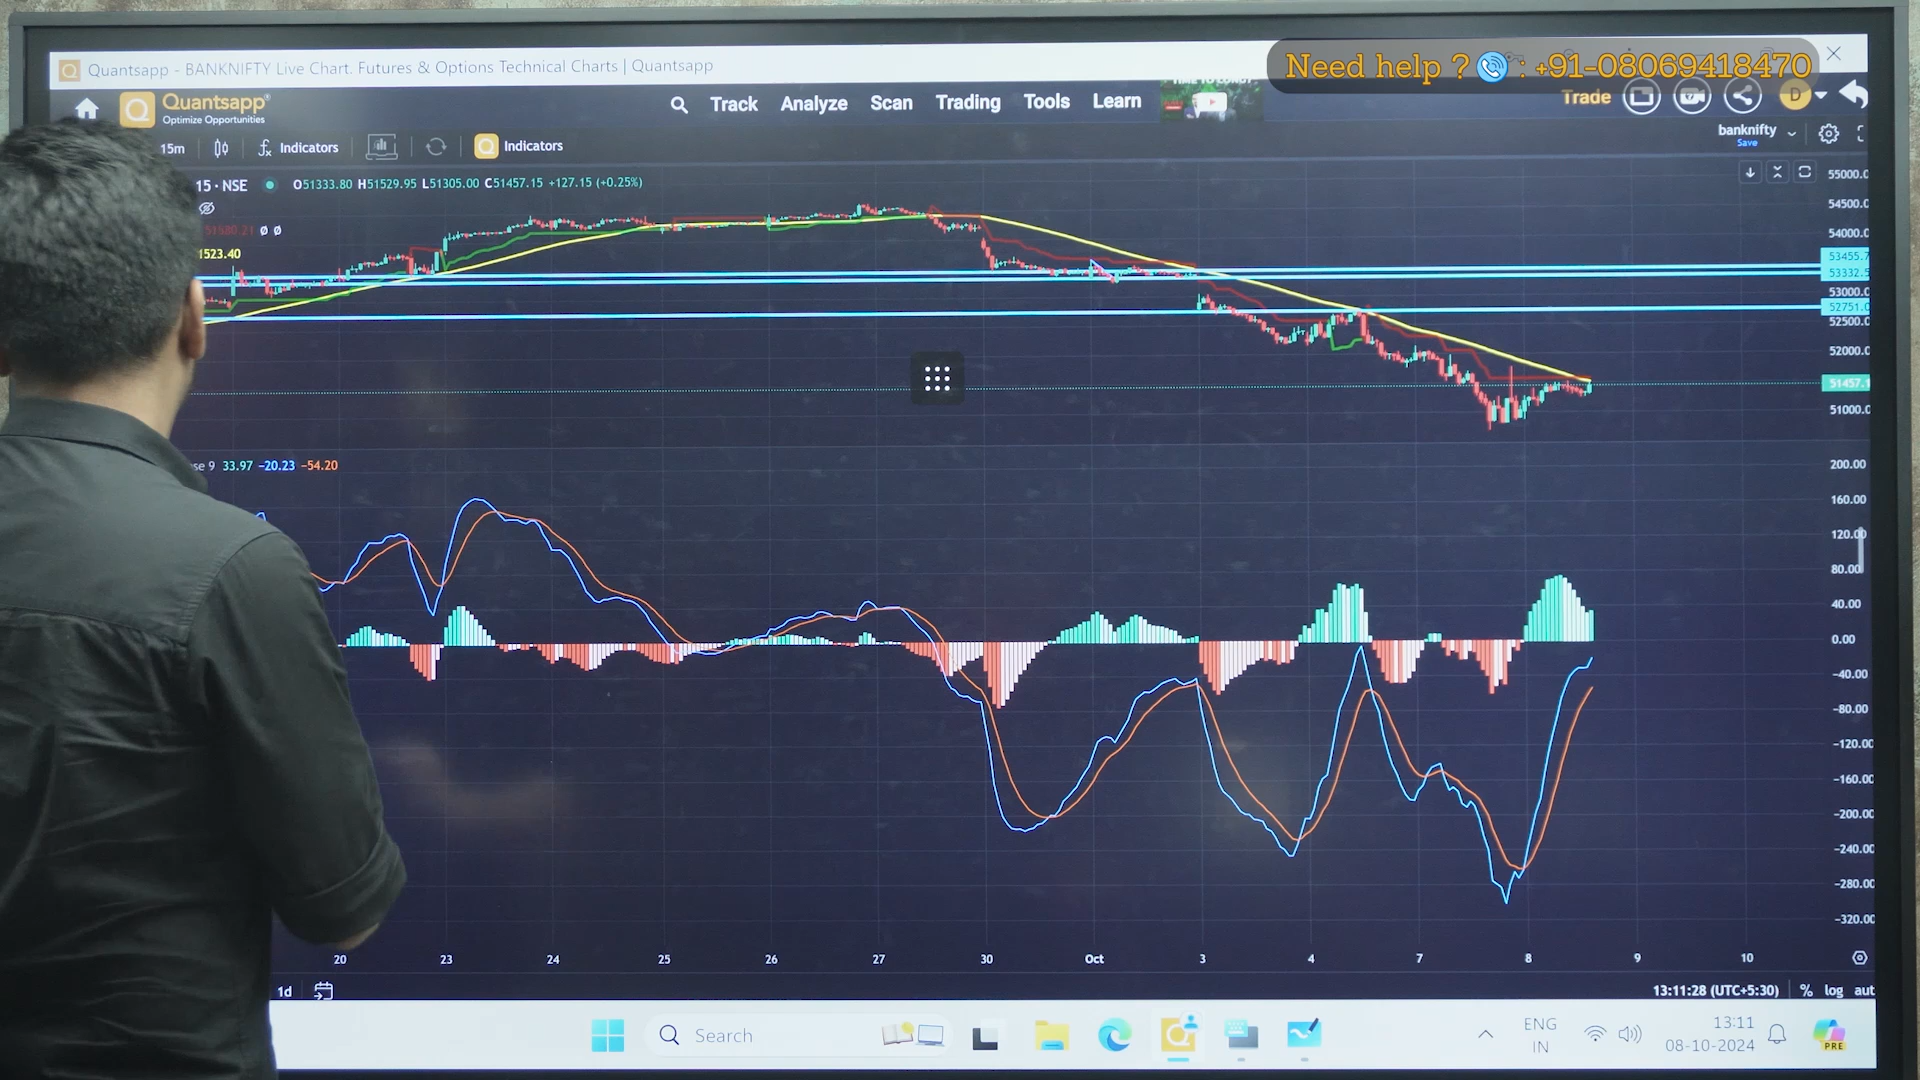 Quantsapp - BANKNIFTY Live Chart. Futures & Options Technical Charts | Quantsapp
Need help ? : +91-08069418470
Quantsapp
Optimize Opportunities
Track Analyze Scan Trading Tools Learn
Trade
D
15m Indicators Indicators
banknifty
Save
15 · NSE O51333.80 H51529.95 L51305.00 C51457.15 +127.15 (+0.25%)
1523.40
55000.0
54500.0
54000.0
53455.7
53332.5
53000.0
52751.0
52500.0
52000.0
51457.1
51000.0
se 9 33.97 −20.23 −54.20
200.00
160.00
120.00
80.00
40.00
0.00
−40.00
−80.00
−120.00
−160.00
−200.00
−240.00
−280.00
−320.00
20 23 24 25 26 27 30 Oct 3 4 7 8 9 10
1d
13:11:28 (UTC+5:30) % log aut
Search
ENG
IN
13:11
08-10-2024
PRE